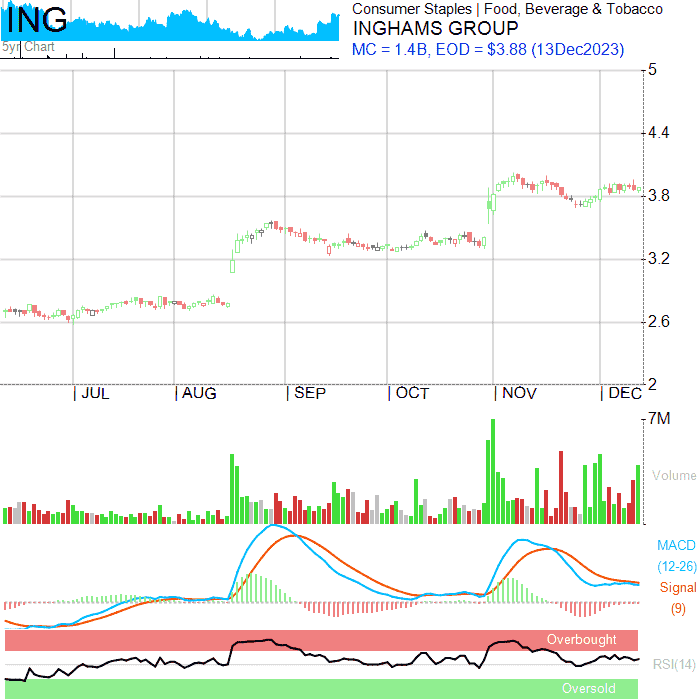 ING
5yr Chart
Consumer Staples | Food, Beverage & Tobacco
INGHAMS GROUP
MC = 1.4B, EOD = $3.88 (13Dec2023)
5
4.4
3.8
3.2
2.6
2
JUL
AUG
SEP
OCT
NOV
DEC
7M
Volume
MACD
(12-26)
Signal
(9)
Overbought
RSI(14)
Oversold